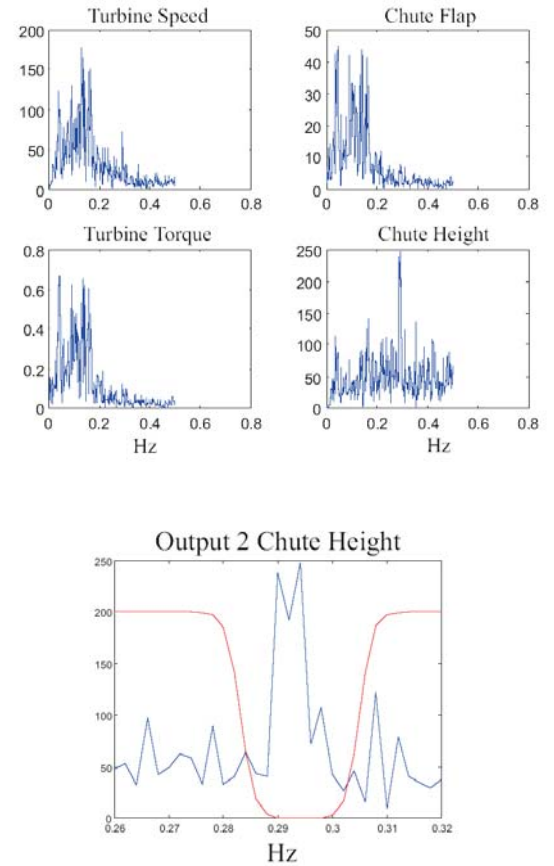 Turbine Speed
200
150
100
50
0
0 0.2 0.4 0.6 0.8
Chute Flap
50
40
30
20
10
0
0 0.2 0.4 0.6 0.8
Turbine Torque
0.8
0.6
0.4
0.2
0
0 0.2 0.4 0.6 0.8
Hz
Chute Height
250
200
150
100
50
0
0 0.2 0.4 0.6 0.8
Hz
Output 2 Chute Height
250
200
150
100
50
0
0.26 0.27 0.28 0.29 0.3 0.31 0.32
Hz